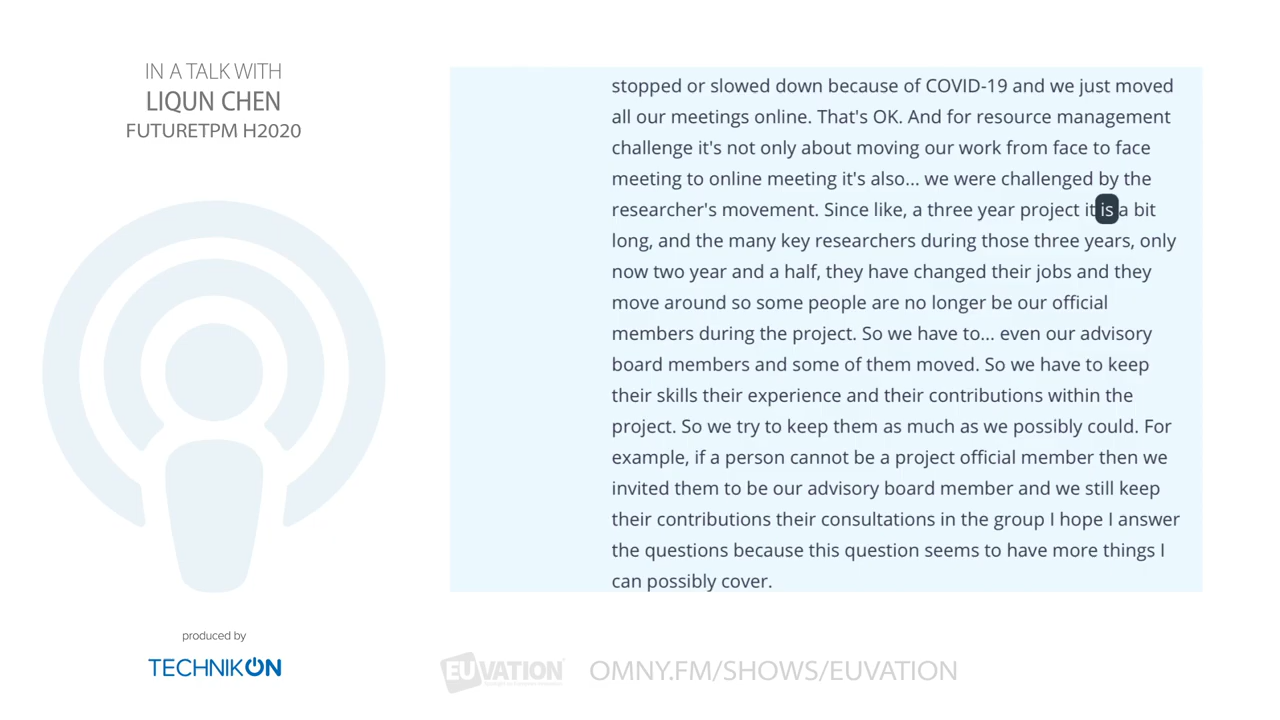 IN A TALK WITH
LIQUN CHEN
FUTURETPM H2020
stopped or slowed down because of COVID-19 and we just moved
all our meetings online. That's OK. And for resource management
challenge it's not only about moving our work from face to face
meeting to online meeting it's also... we were challenged by the
researcher's movement. Since like, a three year project it is a bit
long, and the many key researchers during those three years, only
now two year and a half, they have changed their jobs and they
move around so some people are no longer be our official
members during the project. So we have to... even our advisory
board members and some of them moved. So we have to keep
their skills their experience and their contributions within the
project. So we try to keep them as much as we possibly could. For
example, if a person cannot be a project official member then we
invited them to be our advisory board member and we still keep
their contributions their consultations in the group I hope I answer
the questions because this question seems to have more things I
can possibly cover.
produced by
TECHNIKON
EUVATION
OMNY.FM/SHOWS/EUVATION